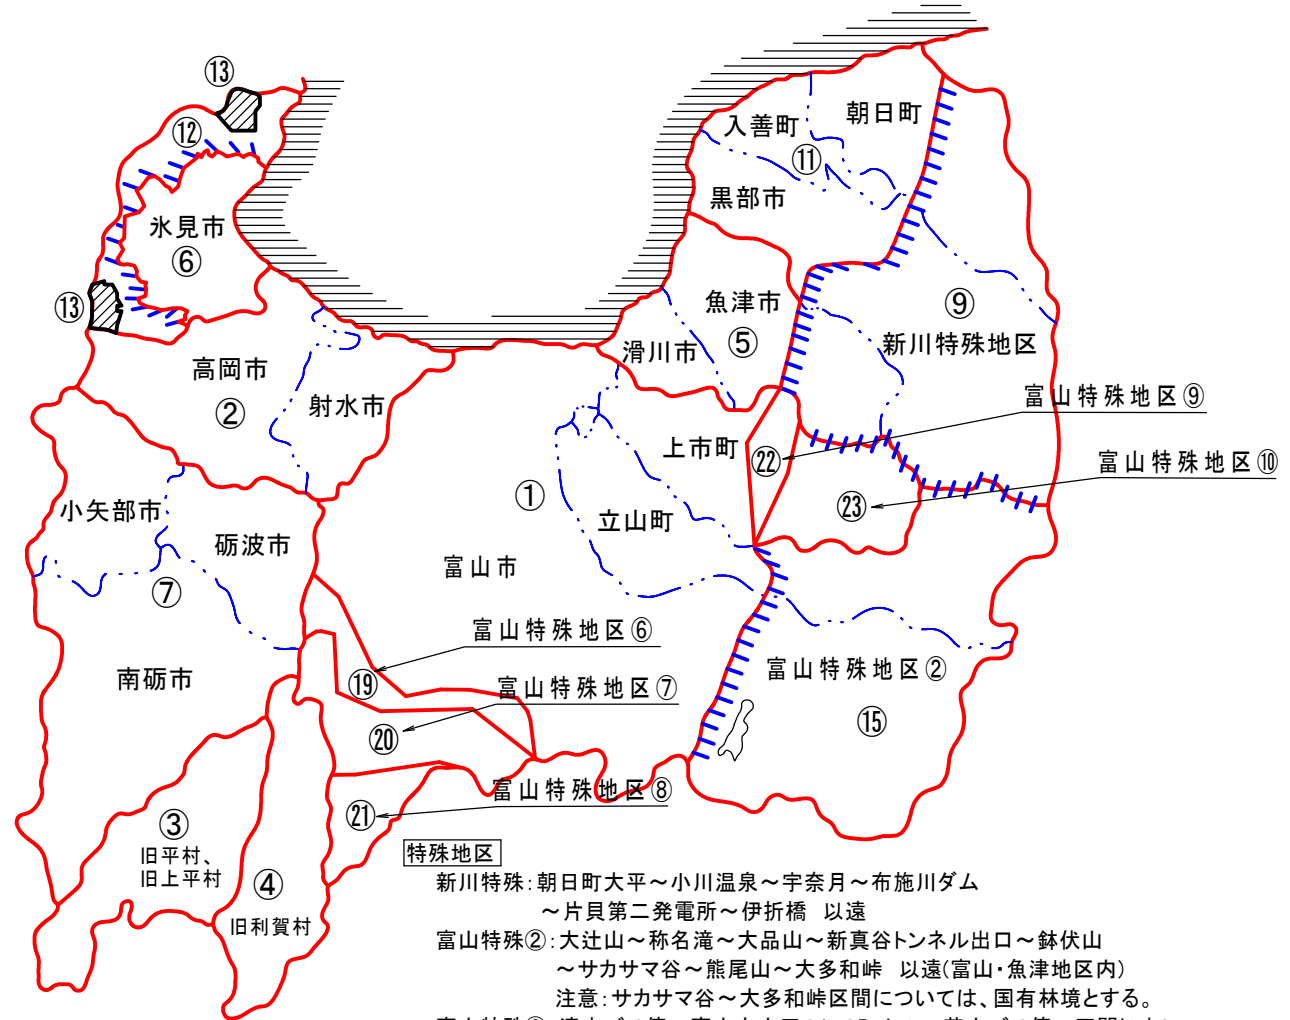 ⑬
⑫
氷見市
⑥
⑬
入善町
朝日町
⑪
黒部市
魚津市
⑤
滑川市
⑨
新川特殊地区
高岡市
②
射水市
富山特殊地区⑨
上市町
㉒
富山特殊地区⑩
㉓
小矢部市
砺波市
①
立山町
富山市
⑦
富山特殊地区⑥
南砺市
⑲
富山特殊地区⑦
⑳
富山特殊地区②
⑮
富山特殊地区⑧
㉑
③
旧平村、
旧上平村
④
旧利賀村
特殊地区
新川特殊:朝日町大平～小川温泉～宇奈月～布施川ダム
～片貝第二発電所～伊折橋 以遠
富山特殊②:大辻山～称名滝～大品山～新真谷トンネル出口～鉢伏山
～サカサマ谷～熊尾山～大多和峠 以遠(富山・魚津地区内)
注意:サカサマ谷～大多和峠区間については、国有林境とする。